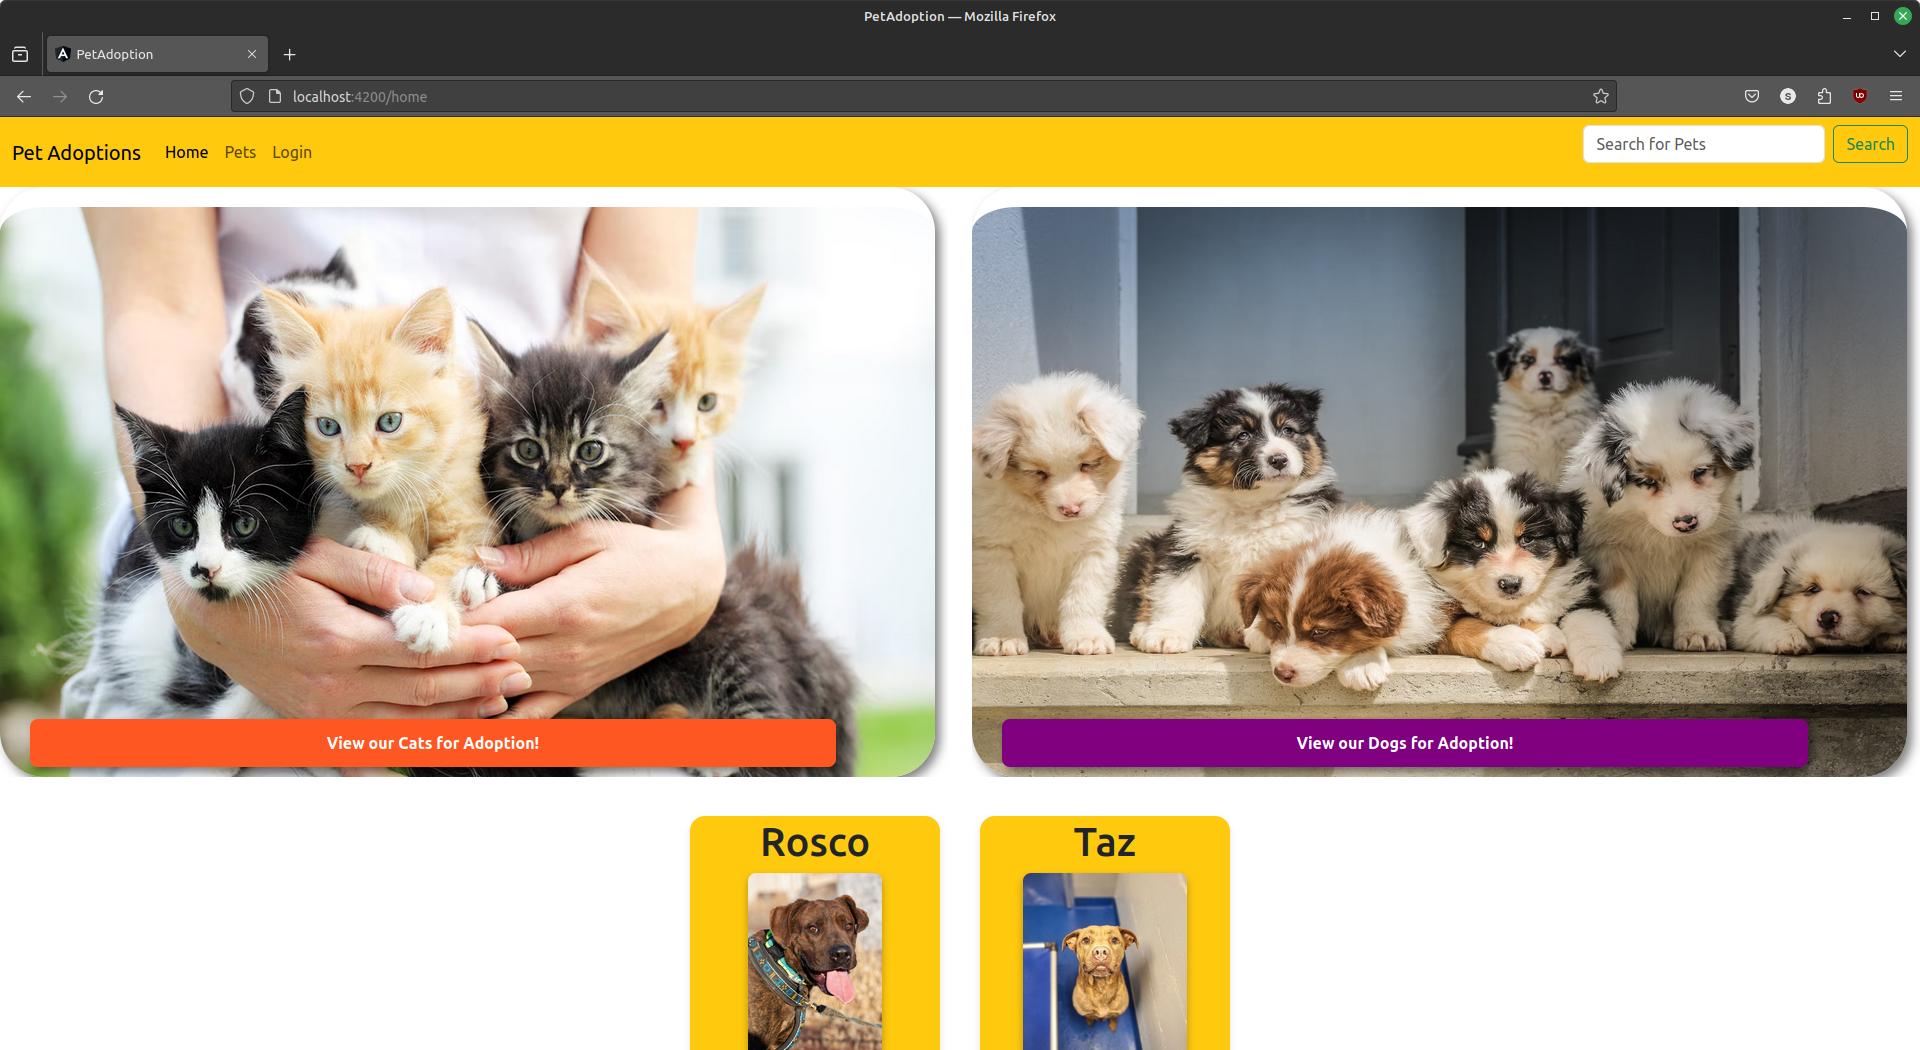 PetAdoption — Mozilla Firefox
PetAdoption
localhost:4200/home
S
UD
Pet Adoptions Home Pets Login Search for Pets Search
View our Cats for Adoption! View our Dogs for Adoption!
Rosco Taz